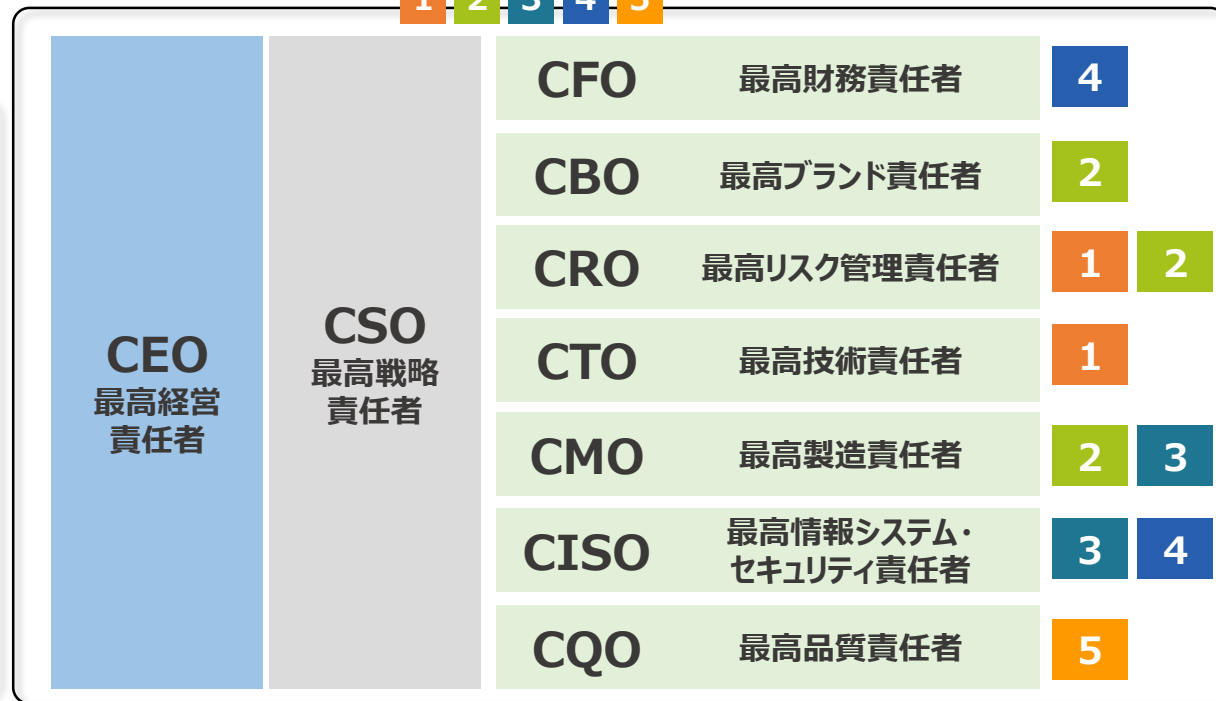 1 2 3 4 5
CEO
最高経営
責任者
CSO
最高戦略
責任者
CFO 最高財務責任者 4
CBO 最高ブランド責任者 2
CRO 最高リスク管理責任者 1 2
CTO 最高技術責任者 1
CMO 最高製造責任者 2 3
CISO 最高情報システム・
セキュリティ責任者 3 4
CQO 最高品質責任者 5